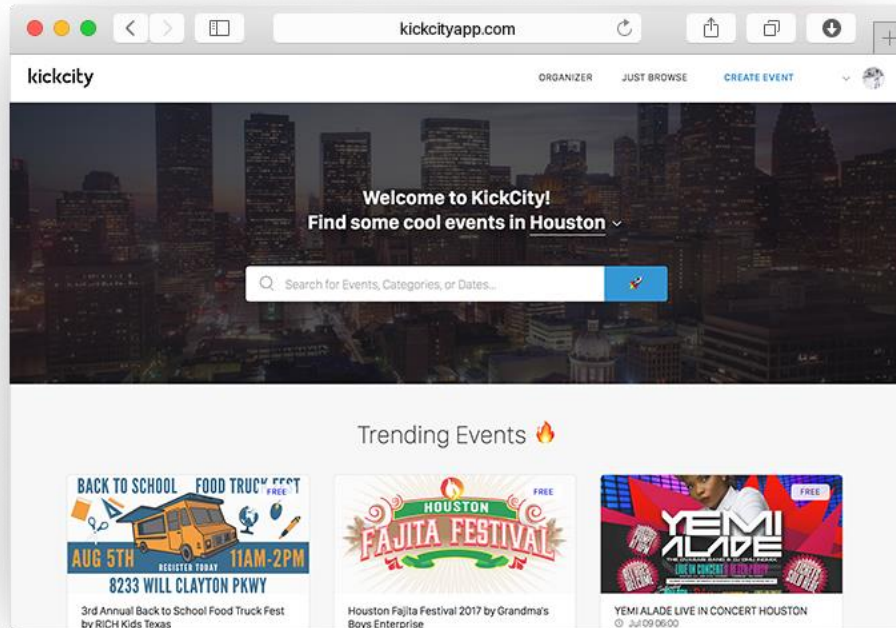 kickcityapp.com
kickcity
ORGANIZER
JUST BROWSE
CREATE EVENT
Welcome to KickCity!
Find some cool events in Houston
Search for Events, Categories, or Dates...
Trending Events
BACK TO SCHOOL FOOD TRUCK FEST
FREE
AUG 5TH
REGISTER TODAY
11AM-2PM
8233 WILL CLAYTON PKWY
3rd Annual Back to School Food Truck Fest
by RICH Kids Texas
FREE
HOUSTON
FAJITA FESTIVAL
Houston Fajita Festival 2017 by Grandma's
Boys Enterprise
FREE
YEMI
ALADE
LIVE IN CONCERT
YEMI ALADE LIVE IN CONCERT HOUSTON
Jul 09 06:00